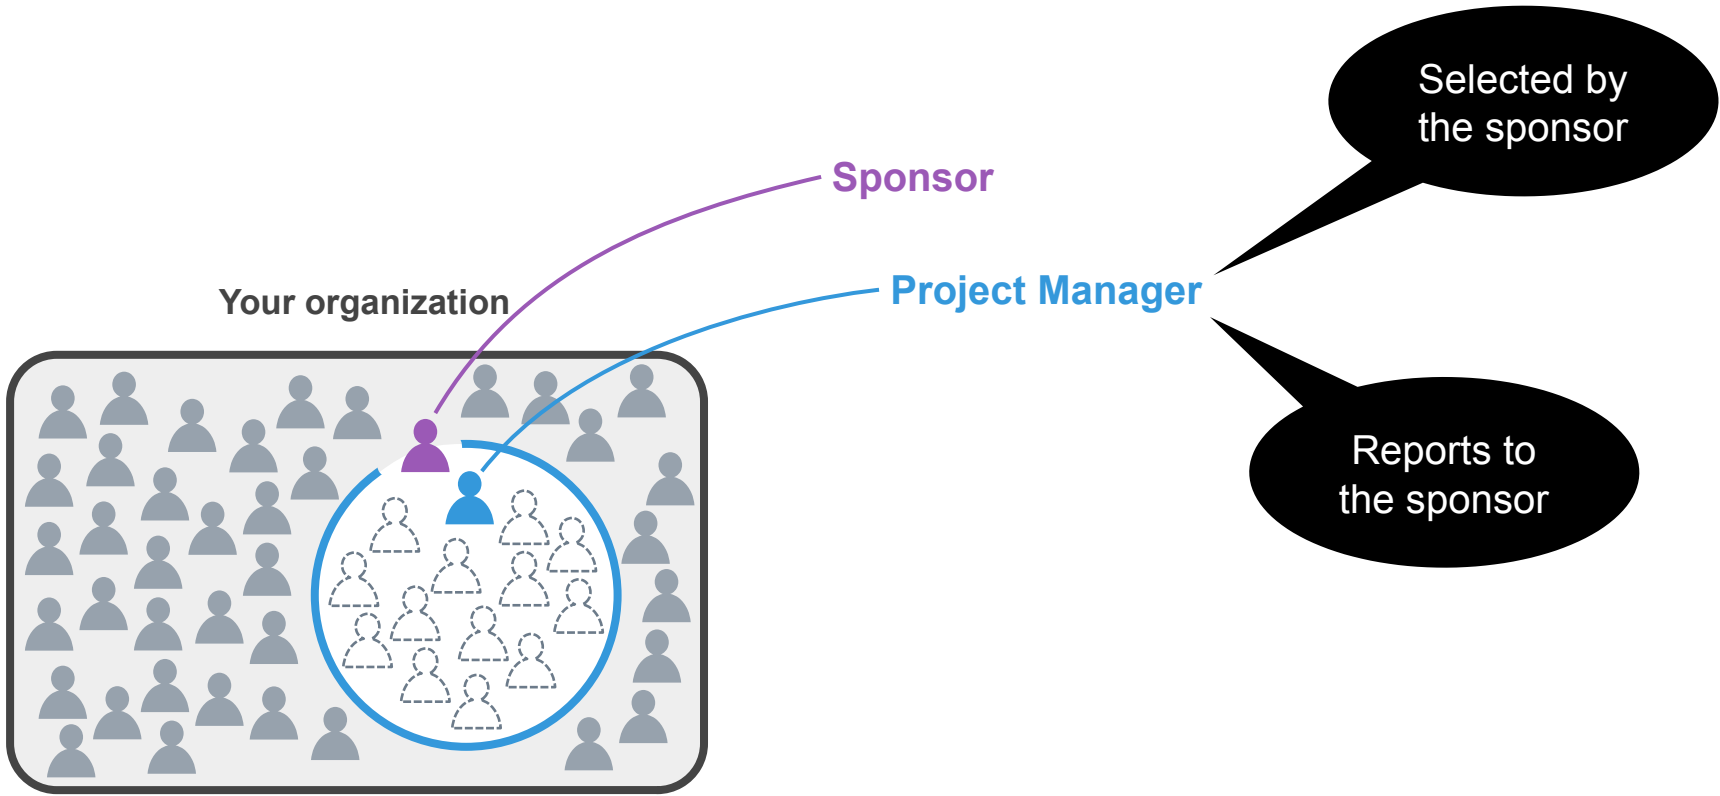 Selected by
the sponsor
Sponsor
Project Manager
Your organization
Reports to
the sponsor